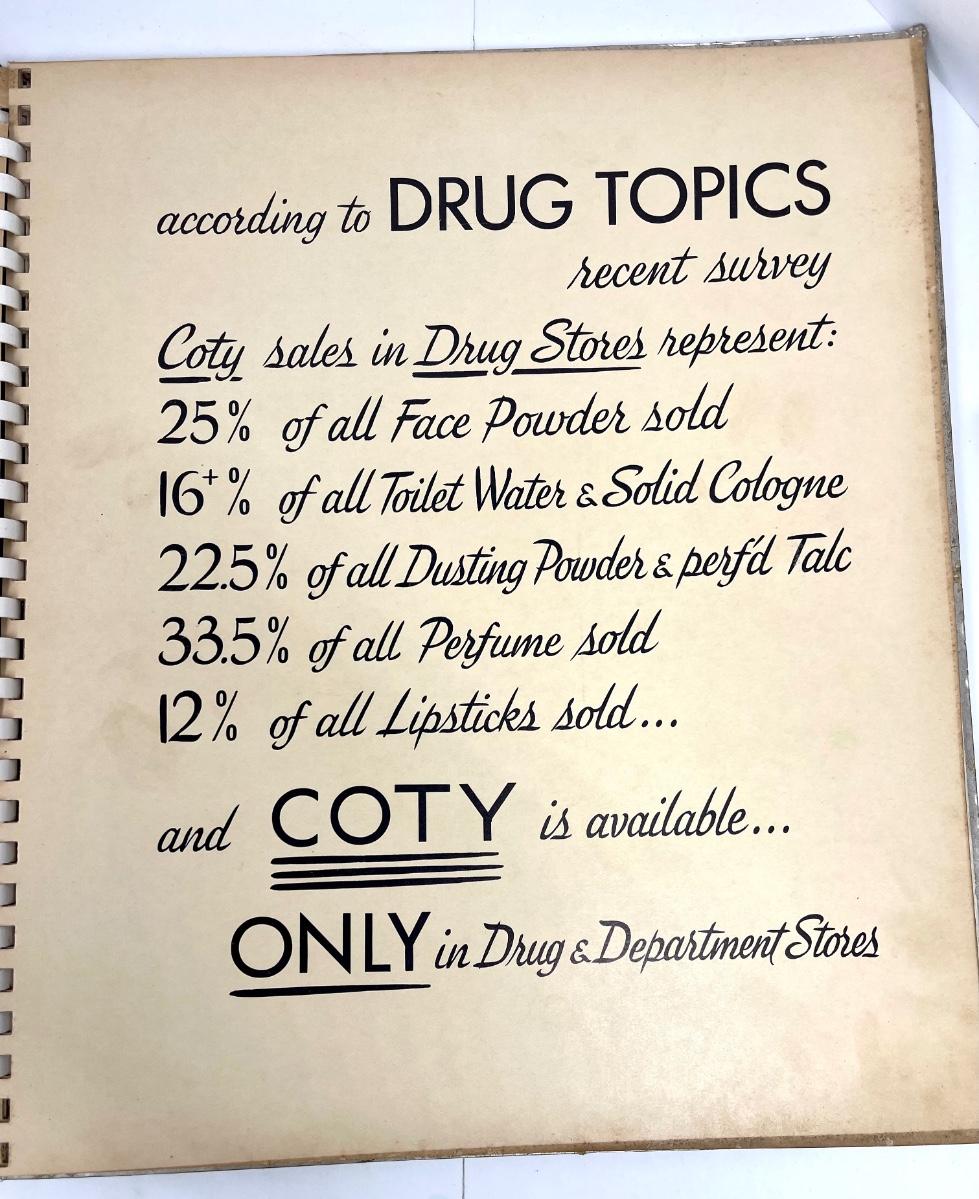 according to DRUG TOPICS
recent survey
Coty sales in Drug Stores represent:
25% of all Face Powder sold
16+% of all Toilet Water & Solid Cologne
22.5% of all Dusting Powder & perf'd Talc
33.5% of all Perfume sold
12% of all Lipsticks sold...
and COTY is available...
ONLY in Drug & Department Stores